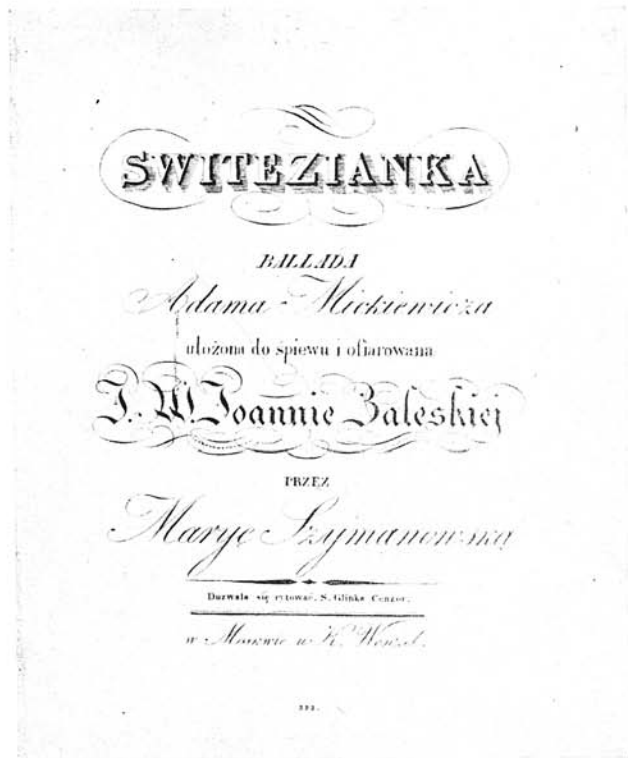 SWITEZIANKA
BALLADA
Adama Mickiewicza
ułożona do śpiewu i ofiarowana
J. W. Joannie Zaleskiej
PRZEZ
Maryę Szymanowską
Dozwala się rytować. S. Glinka Cenzor.
w Moskwie u K. Wenzel.